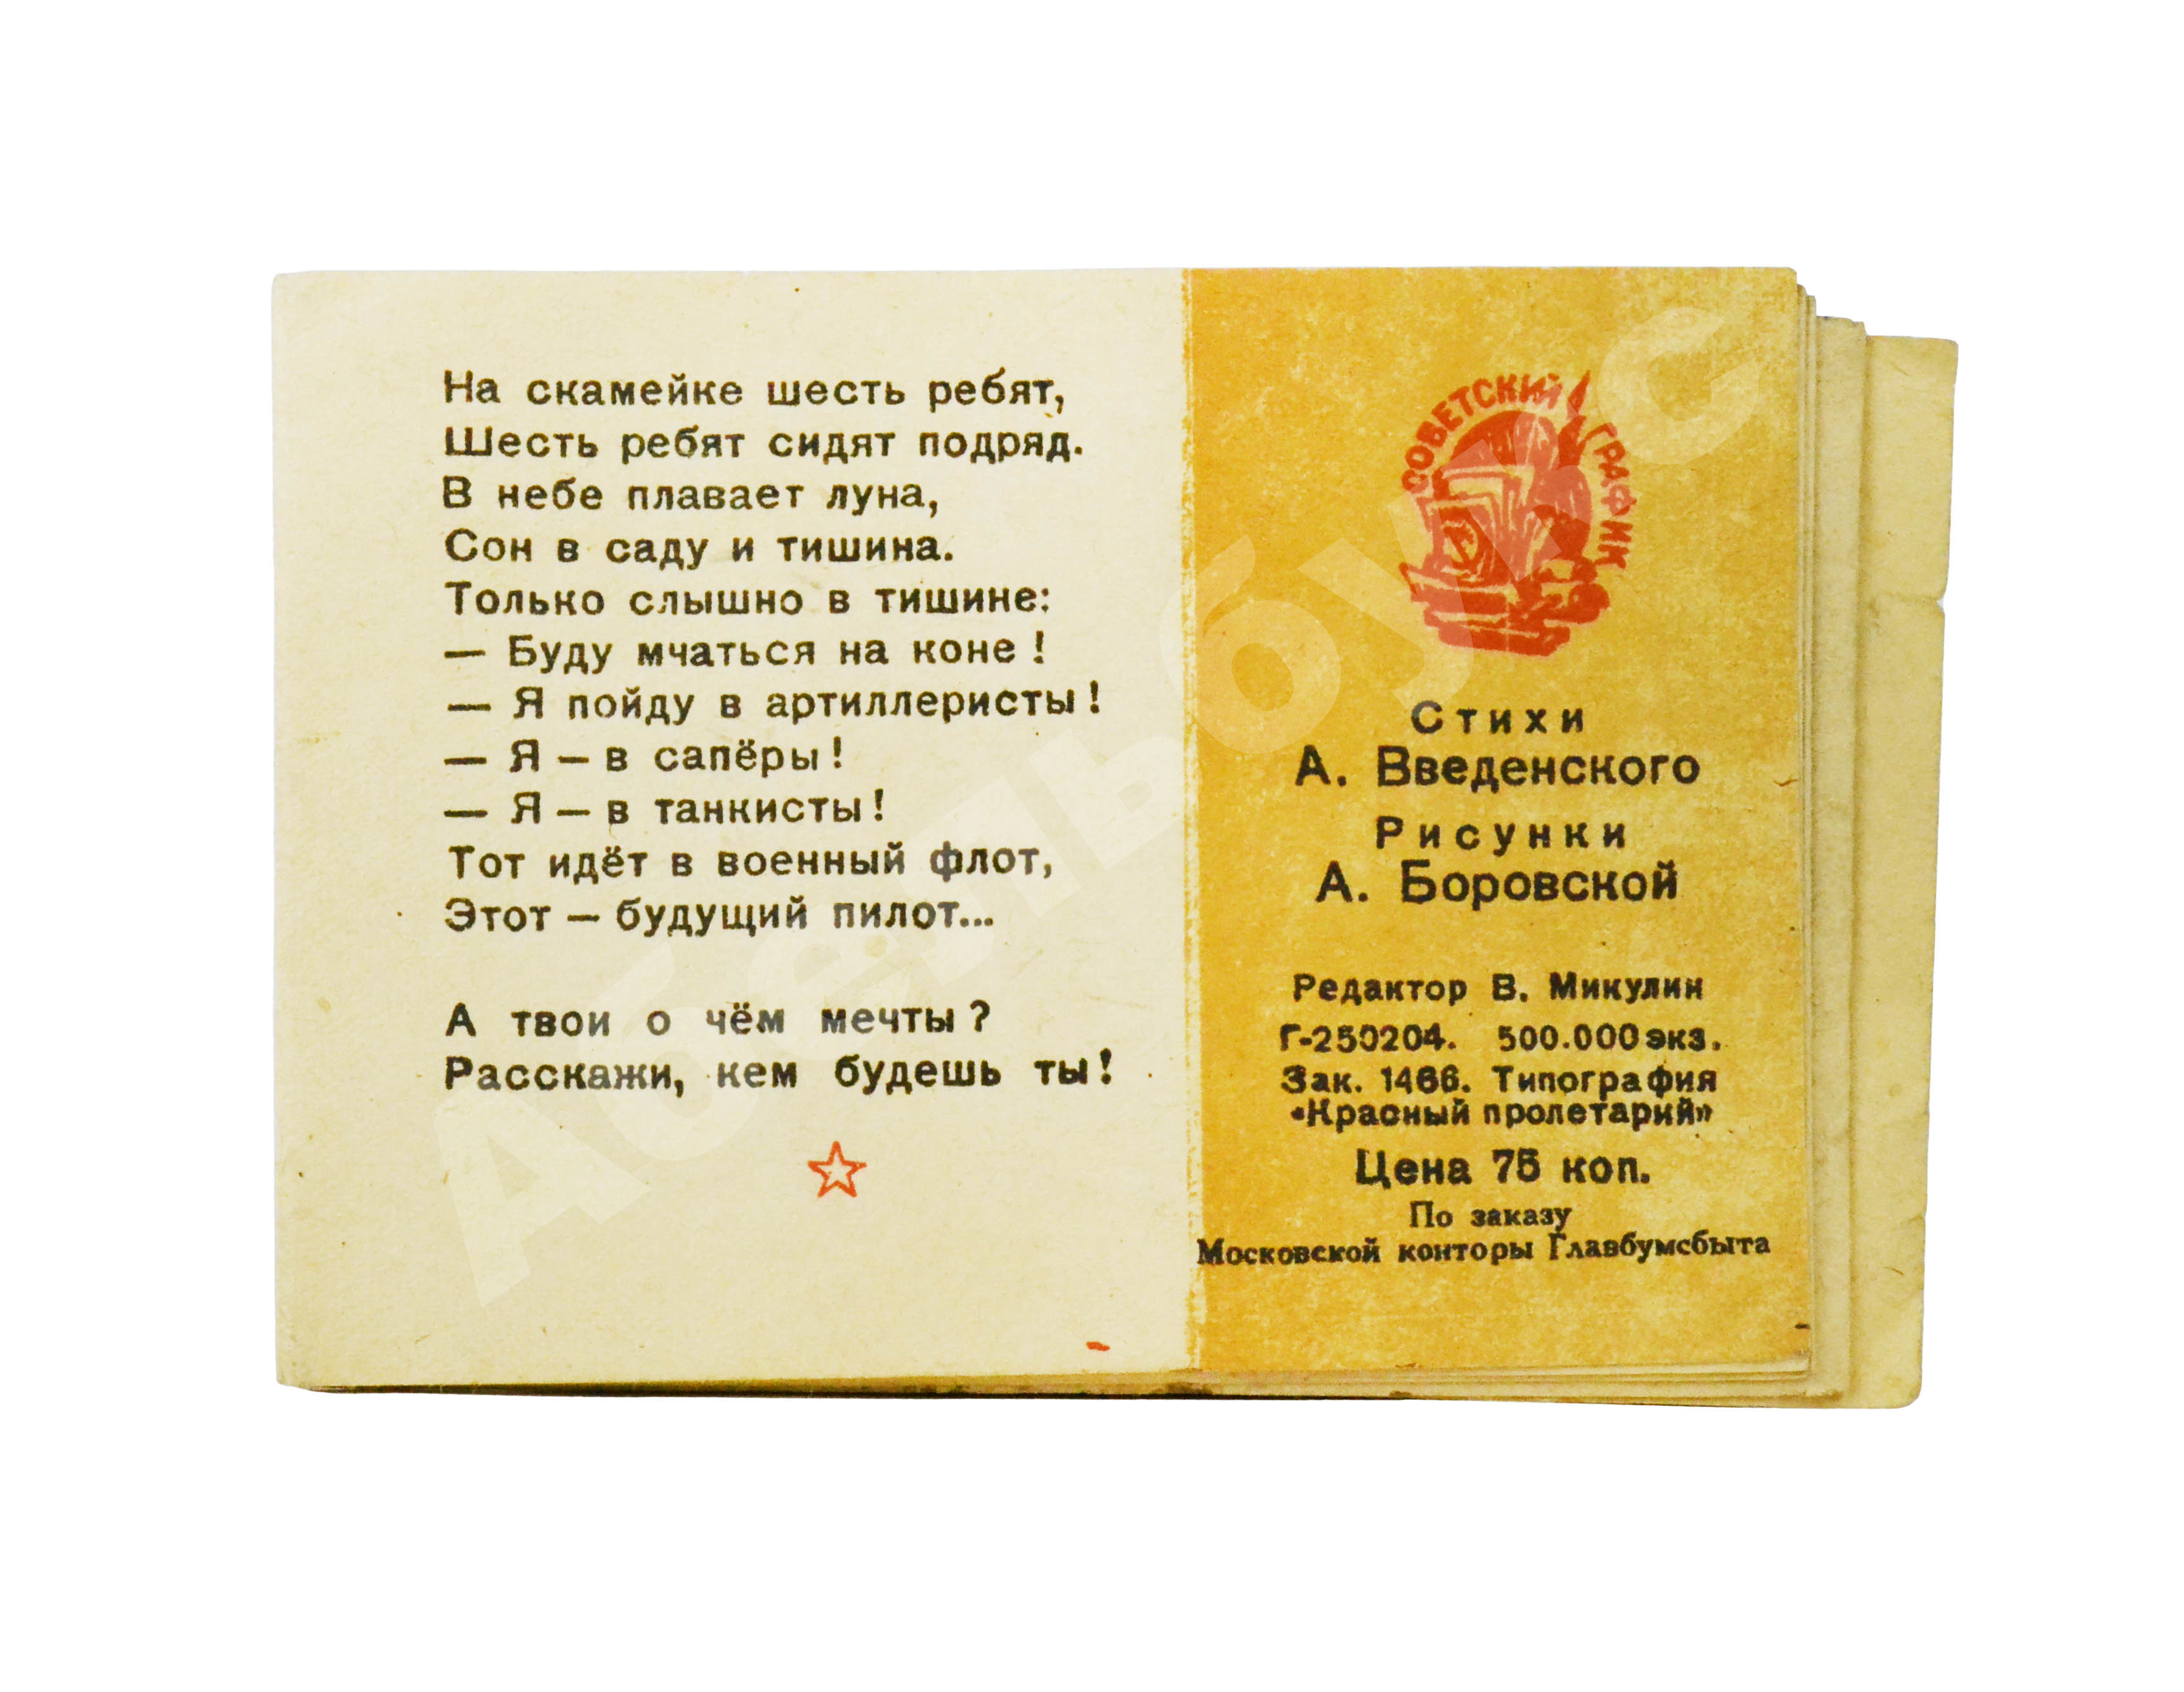 На скамейке шесть ребят,
Шесть ребят сидят подряд.
В небе плавает луна,
Сон в саду и тишина.
Только слышно в тишине:
— Буду мчаться на коне!
— Я пойду в артиллеристы!
— Я — в сапёры!
— Я — в танкисты!
Тот идёт в военный флот,
Этот — будущий пилот...
А твои о чём мечты?
Расскажи, кем будешь ты!
СОВЕТСКИЙ ГРАФИК
Стихи
А. Введенского
Рисунки
А. Боровской
Редактор В. Микулин
Г-250204. 500.000 экз.
Зак. 1466. Типография
«Красный пролетарий»
Цена 75 коп.
По заказу
Московской конторы Главбумсбыта
Абельбукс